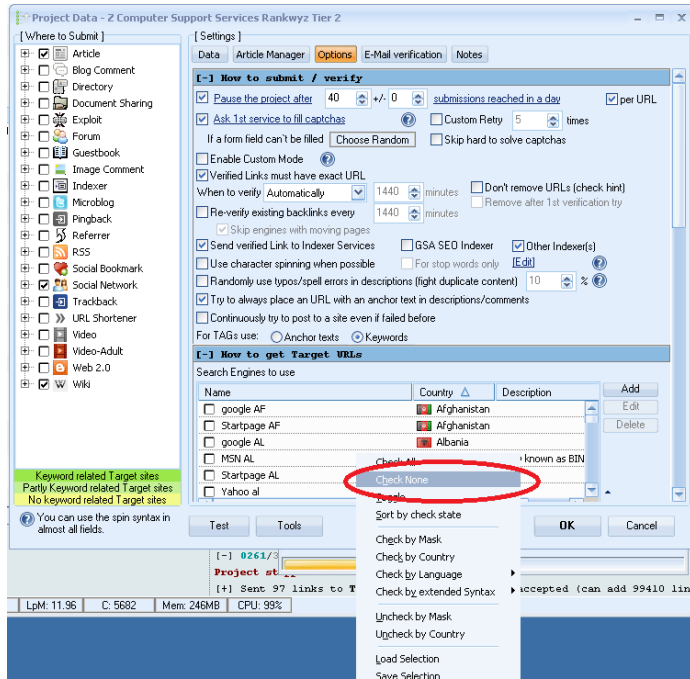 Project Data - Z Computer Support Services Rankwyz Tier 2
[ Where to Submit ]
Article
Blog Comment
Directory
Document Sharing
Exploit
Forum
Guestbook
Image Comment
Indexer
Microblog
Pingback
Referrer
RSS
Social Bookmark
Social Network
Trackback
URL Shortener
Video
Video-Adult
Web 2.0
Wiki
Keyword related Target sites
Partly Keyword related Target sites
No keyword related Target sites
You can use the spin syntax in
almost all fields.
[ Settings ]
Data Article Manager Options E-Mail verification Notes
[-] How to submit / verify
Pause the project after 40 +/- 0 submissions reached in a day per URL
Ask 1st service to fill captchas Custom Retry 5 times
If a form field can't be filled Choose Random Skip hard to solve captchas
Enable Custom Mode
Verified Links must have exact URL
When to verify Automatically 1440 minutes Don't remove URLs (check hint)
Re-verify existing backlinks every 1440 minutes Remove after 1st verification try
Skip engines with moving pages
Send verified Link to Indexer Services GSA SEO Indexer Other Indexer(s)
Use character spinning when possible For stop words only [Edit]
Randomly use typos/spell errors in descriptions (fight duplicate content) 10 %
Try to always place an URL with an anchor text in descriptions/comments
Continuously try to post to a site even if failed before
For TAGs use: Anchor texts Keywords
[-] How to get Target URLs
Search Engines to use
Name Country Description Add
google AF Afghanistan Edit
Startpage AF Afghanistan Delete
google AL Albania
MSN AL known as BIN
Startpage AL
Yahoo al
Check All
Check None
Toggle
Sort by check state
Check by Mask
Check by Country
Check by Language
Check by extended Syntax
Uncheck by Mask
Uncheck by Country
Load Selection
Save Selection
Test Tools OK Cancel
[-] 0261/3
Project st
[+] Sent 97 links to T accepted (can add 99410 lin
LpM: 11.96 C: 5682 Mem: 246MB CPU: 99%